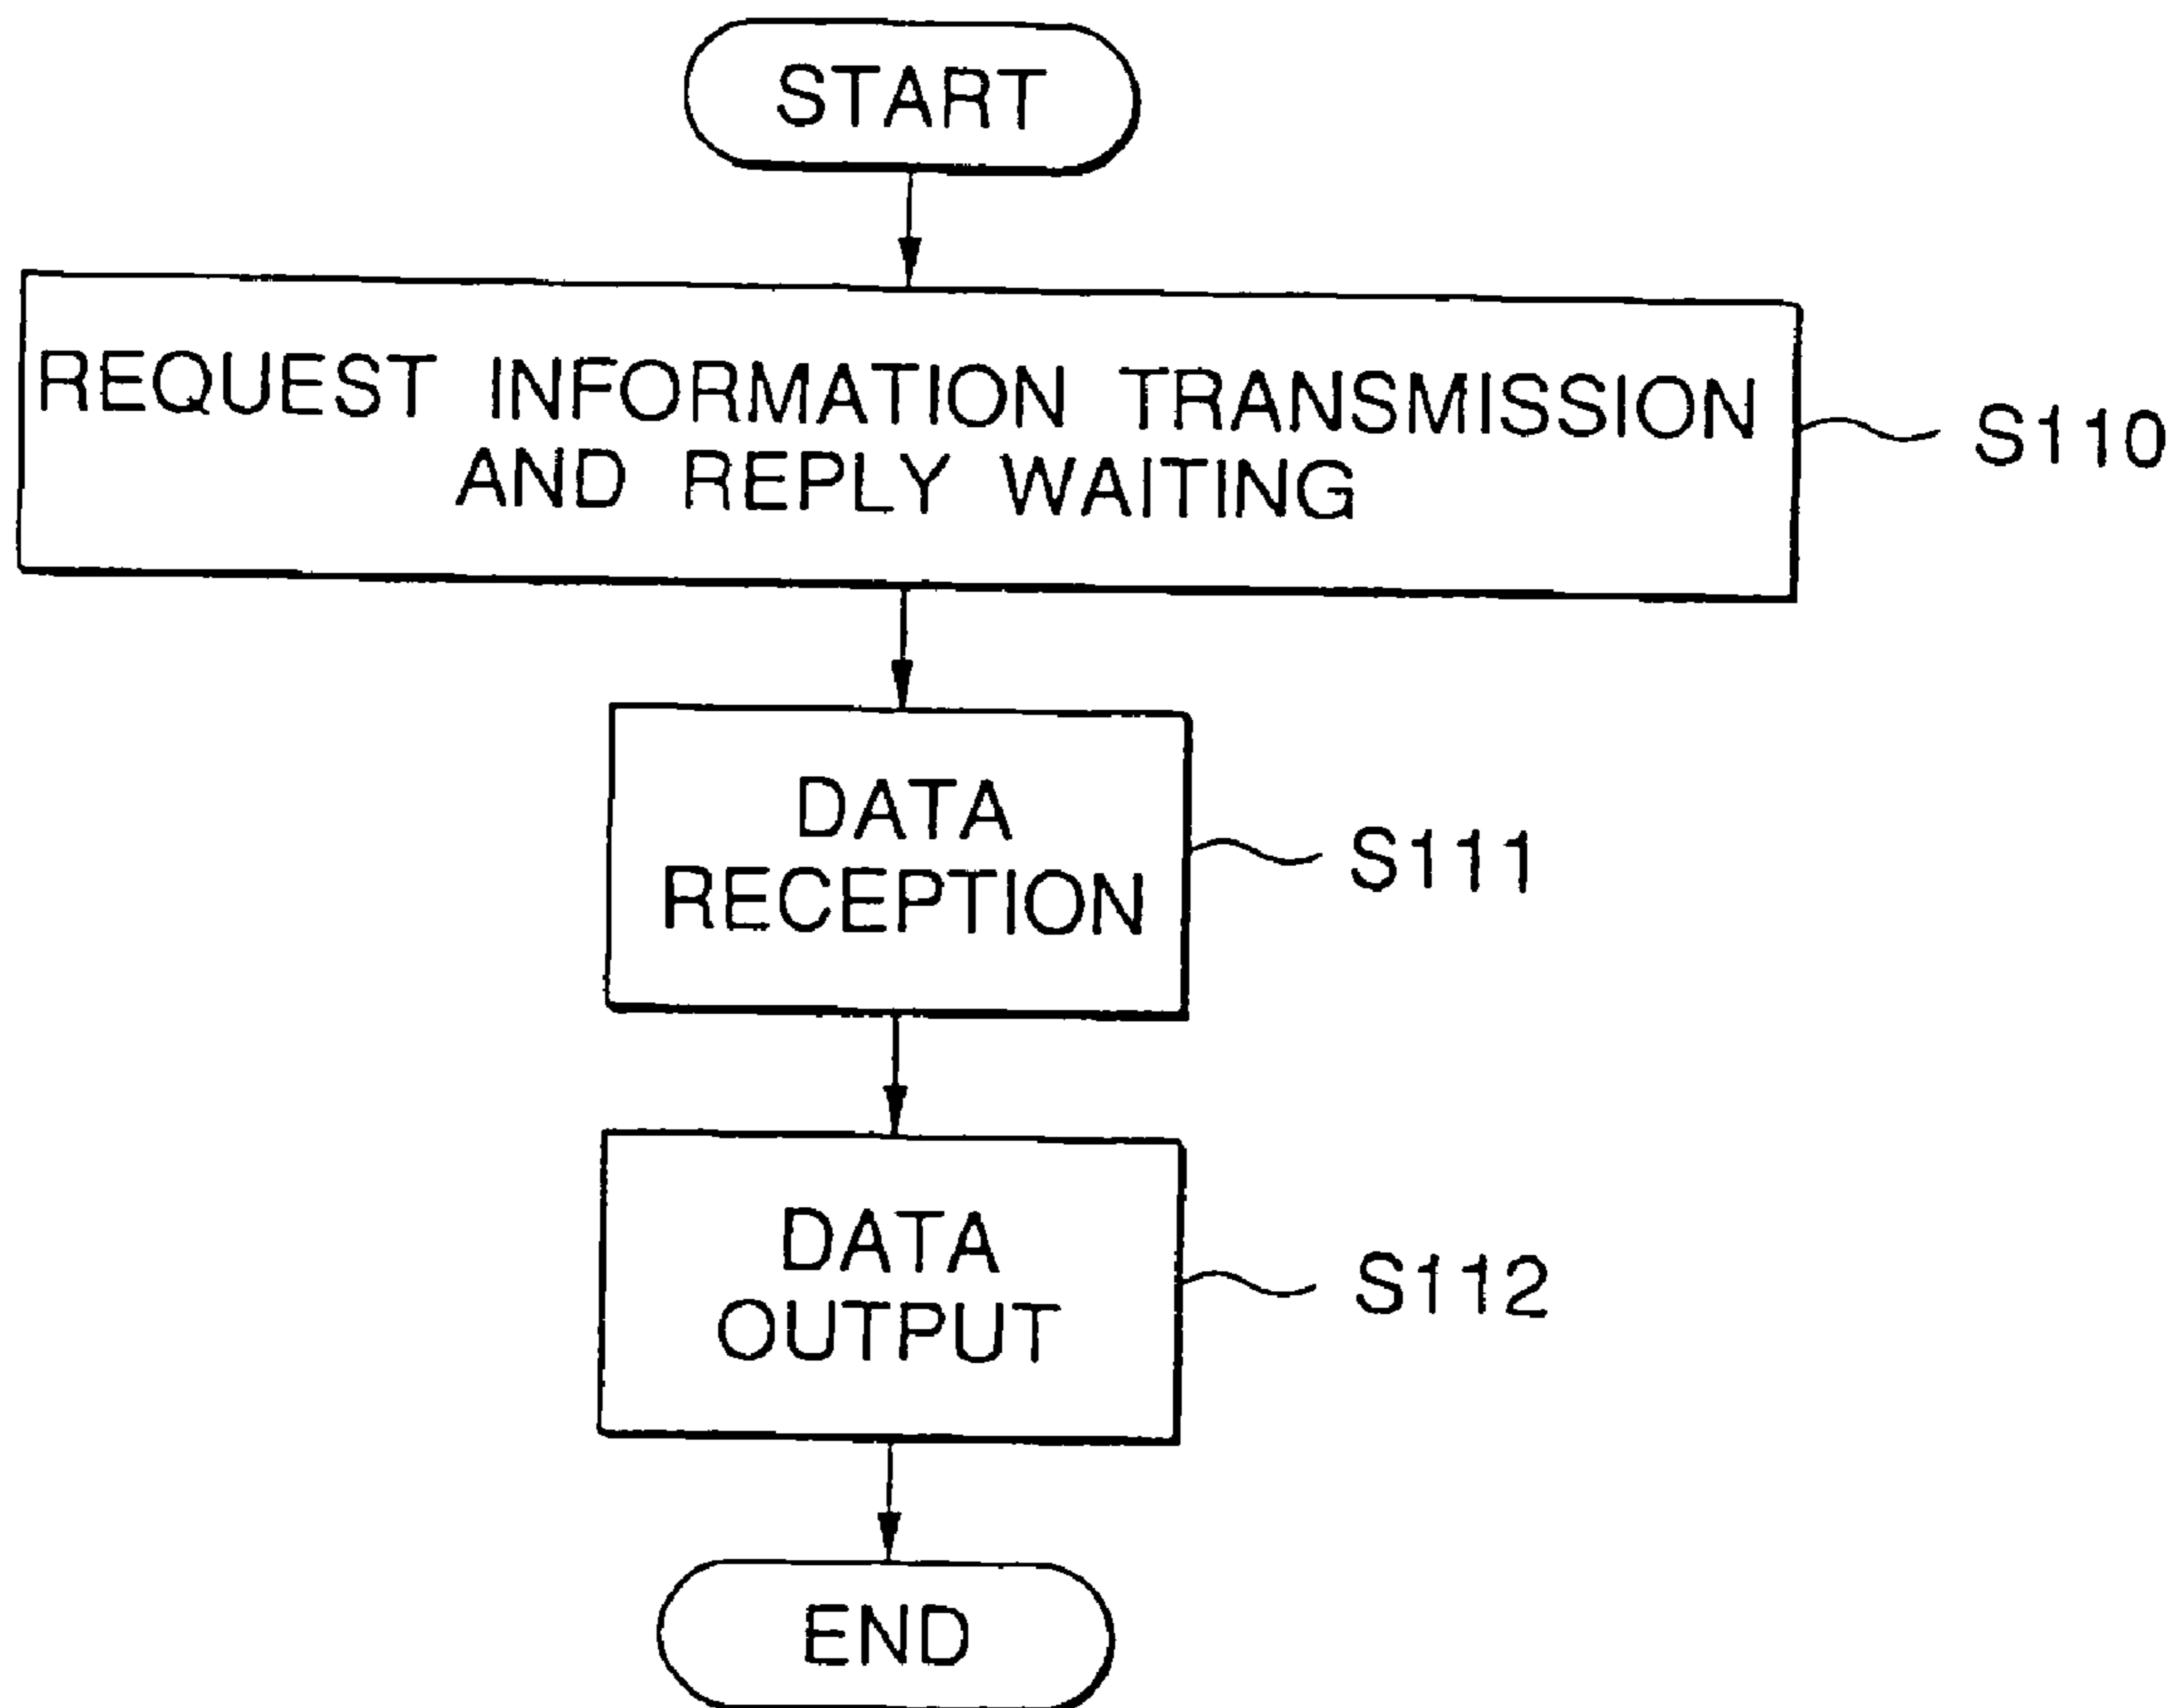 START
REQUEST INFORMATION TRANSMISSION
AND REPLY WAITING
S110
DATA
RECEPTION
S111
DATA
OUTPUT
S112
END